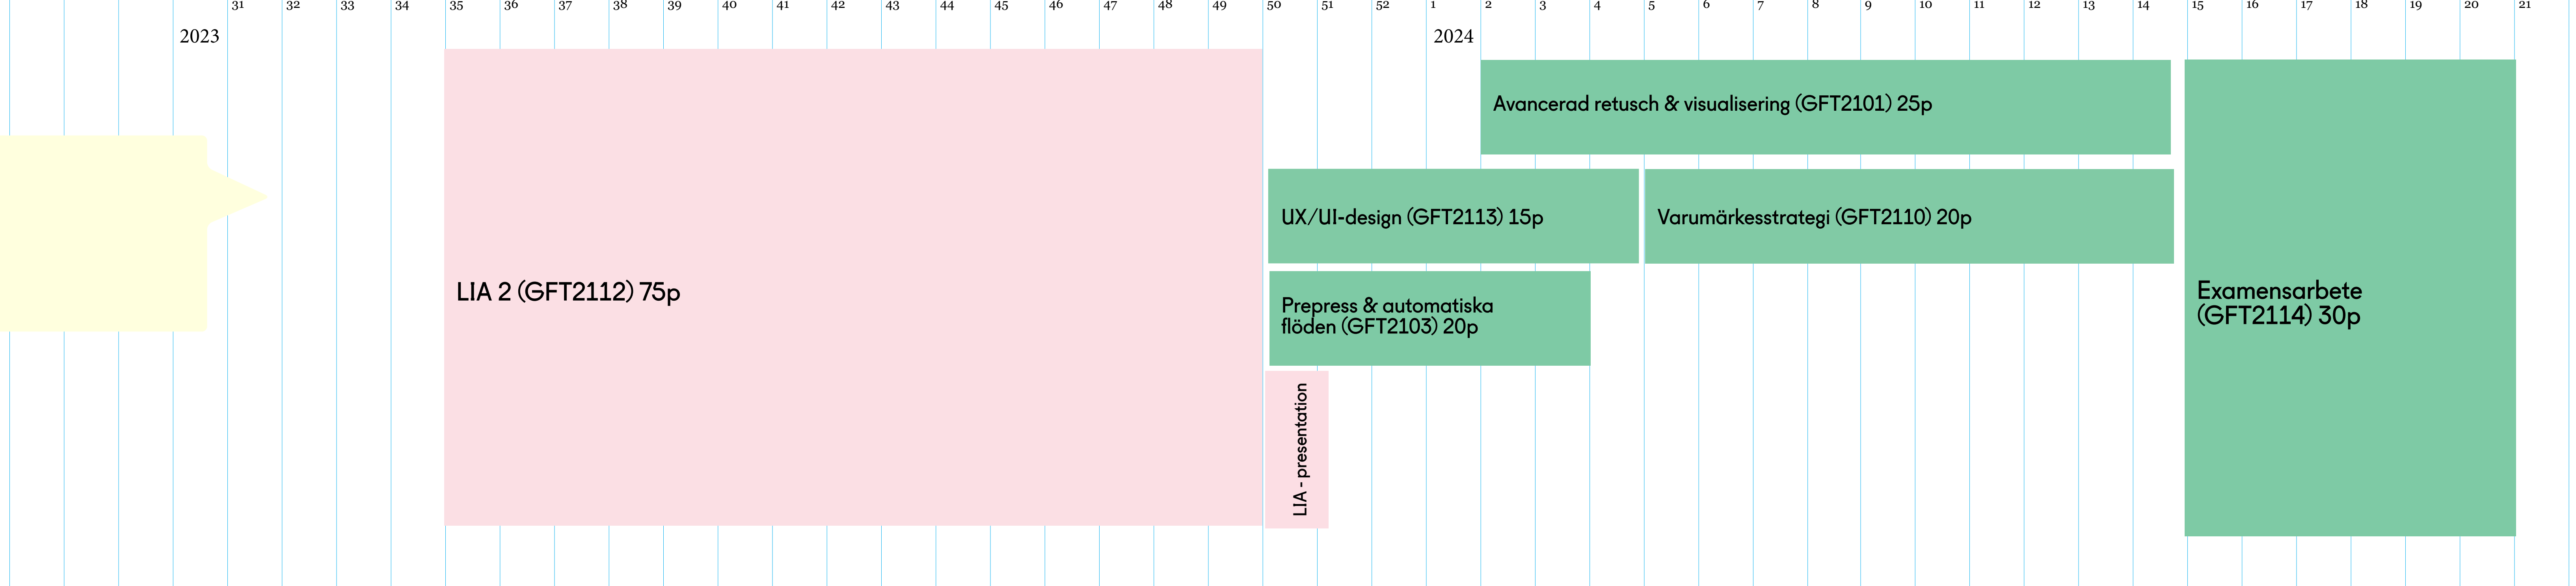 31 32 33 34 35 36 37 38 39 40 41 42 43 44 45 46 47 48 49 50 51 52 1 2 3 4 5 6 7 8 9 10 11 12 13 14 15 16 17 18 19 20 21
2023 2024
Avancerad retusch & visualisering (GFT2101) 25p
UX/UI-design (GFT2113) 15p
Varumärkesstrategi (GFT2110) 20p
LIA 2 (GFT2112) 75p
Prepress & automatiska
flöden (GFT2103) 20p
Examensarbete
(GFT2114) 30p
LIA - presentation